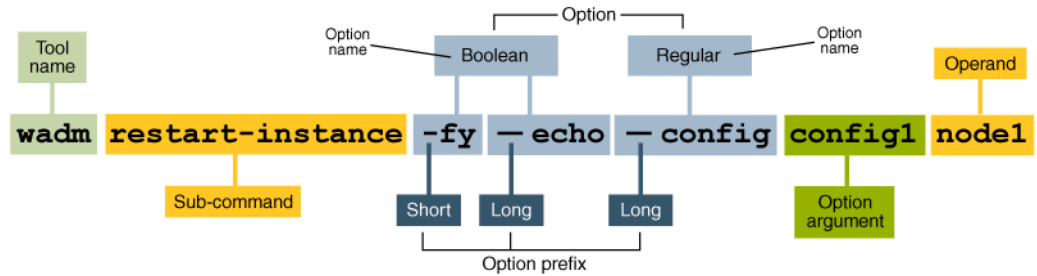 Option
Tool
name
Option
name
Boolean
Regular
Option
name
Operand
wadm restart-instance -fy — echo — config config1 node1
Sub-command
Short
Long
Long
Option
argument
Option prefix